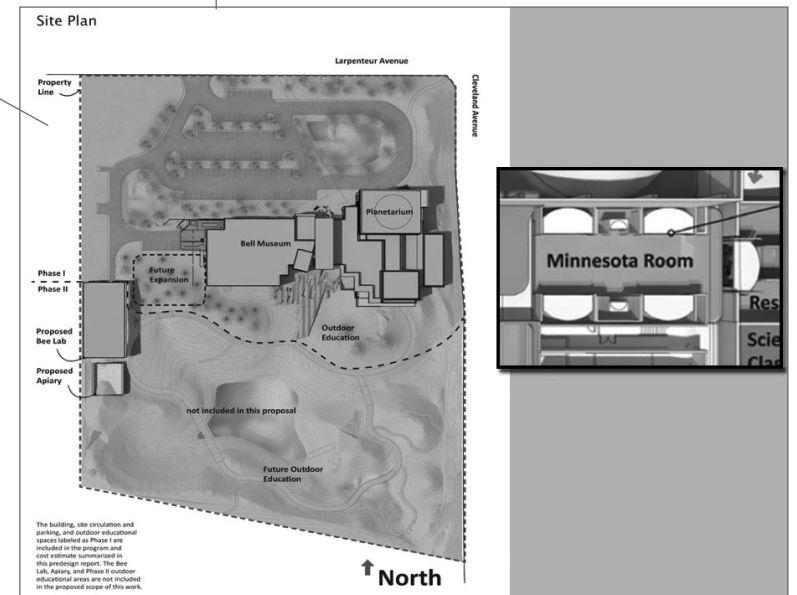 Site Plan
Larpenteur Avenue
Property
Line
Cleveland Avenue
Planetarium
Bell Museum
Future
Expansion
Phase I
Phase II
Minnesota Room
Res
Scie
Clas
Proposed
Bee Lab
Outdoor
Education
Proposed
Apiary
not included in this proposal
Future Outdoor
Education
The building, site circulation and
parking, and outdoor educational
spaces labeled as Phase I are
included in the program and
cost estimate summarized in
this predesign report. The Bee
Lab, Apiary, and Phase II outdoor
educational areas are not included
in the proposed scope of this work.
North